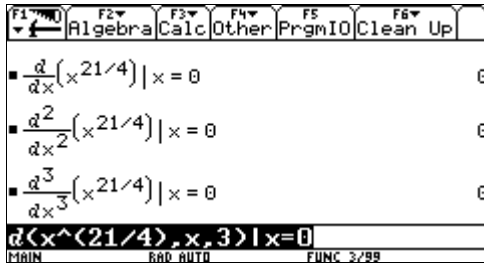 F1 F2 Algebra F3 Calc F4 Other F5 PrgmIO F6 Clean Up
▪ d/dx(x^21/4)|x = 0 0
▪ d²/dx²(x^21/4)|x = 0 0
▪ d³/dx³(x^21/4)|x = 0 0
d(x^(21/4),x,3)|x=0
MAIN RAD AUTO FUNC 3/99